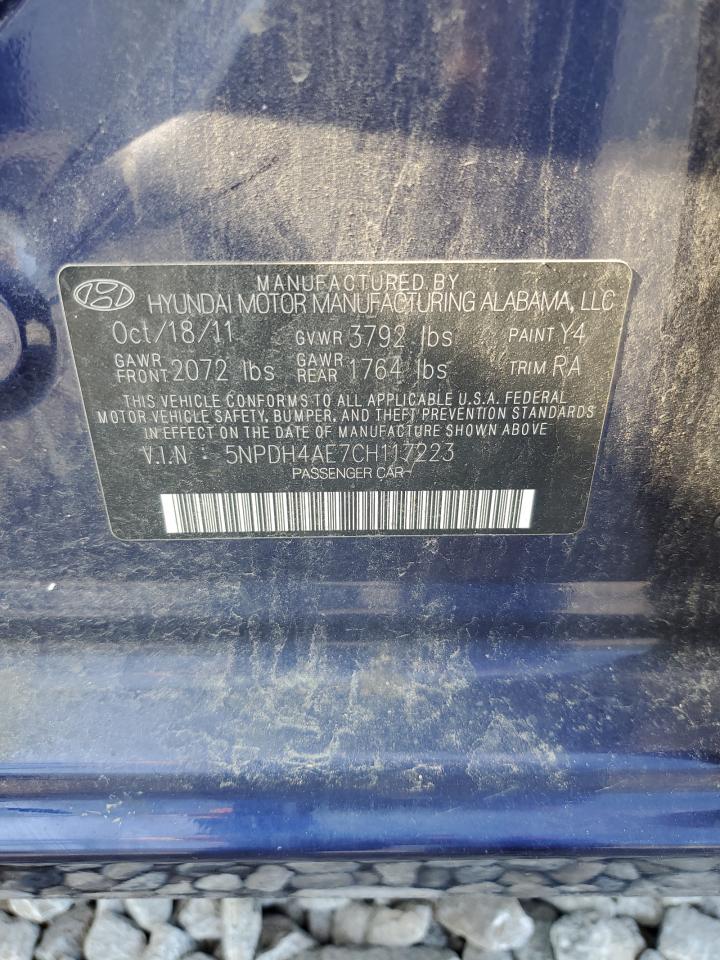 MANUFACTURED BY
HYUNDAI MOTOR MANUFACTURING ALABAMA, LLC
Oct/18/11 GVWR 3792 lbs PAINT Y4
GAWR FRONT 2072 lbs GAWR REAR 1764 lbs TRIM RA
THIS VEHICLE CONFORMS TO ALL APPLICABLE U.S.A. FEDERAL
MOTOR VEHICLE SAFETY, BUMPER, AND THEFT PREVENTION STANDARDS
IN EFFECT ON THE DATE OF MANUFACTURE SHOWN ABOVE
V.I.N : 5NPDH4AE7CH117223
PASSENGER CAR